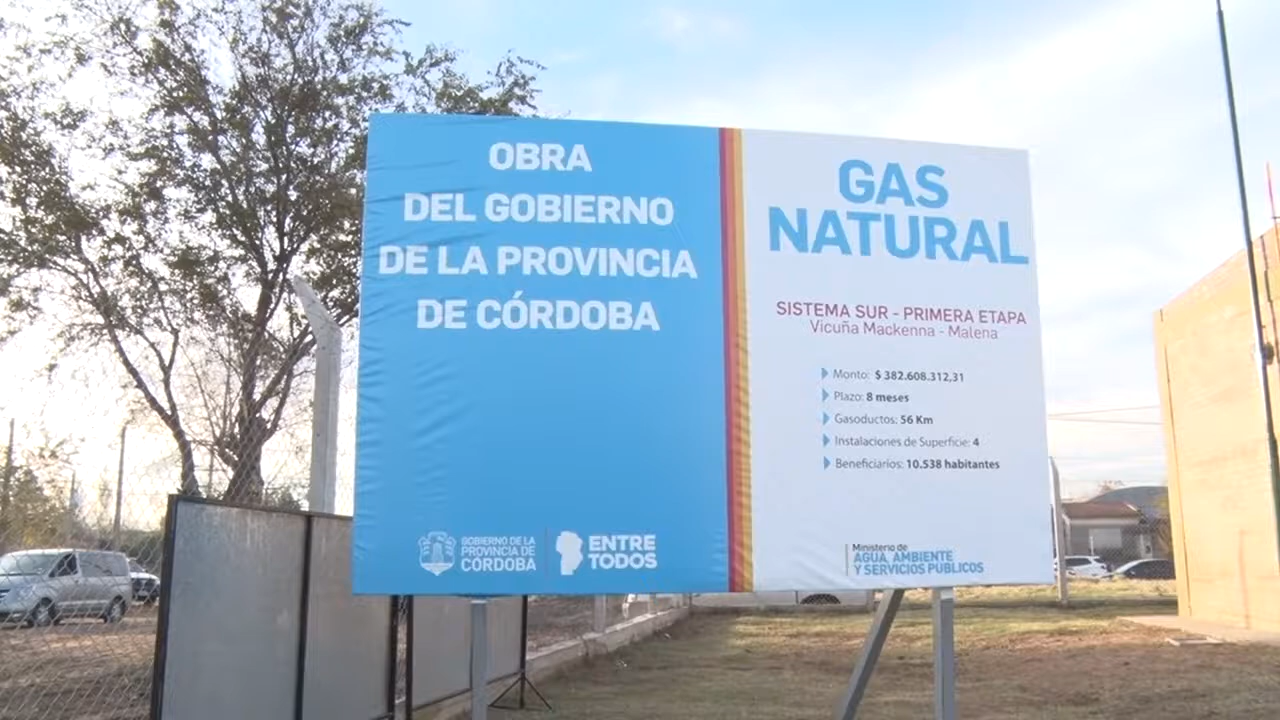 OBRA
DEL GOBIERNO
DE LA PROVINCIA
DE CÓRDOBA
GOBIERNO DE LA
PROVINCIA DE
CÓRDOBA
ENTRE
TODOS
GAS
NATURAL
SISTEMA SUR - PRIMERA ETAPA
Vicuña Mackenna - Malena
Monto: $ 382.608.312,31
Plazo: 8 meses
Gasoductos: 56 Km
Instalaciones de Superficie: 4
Beneficiarios: 10.538 habitantes
Ministerio de
AGUA, AMBIENTE
Y SERVICIOS PÚBLICOS